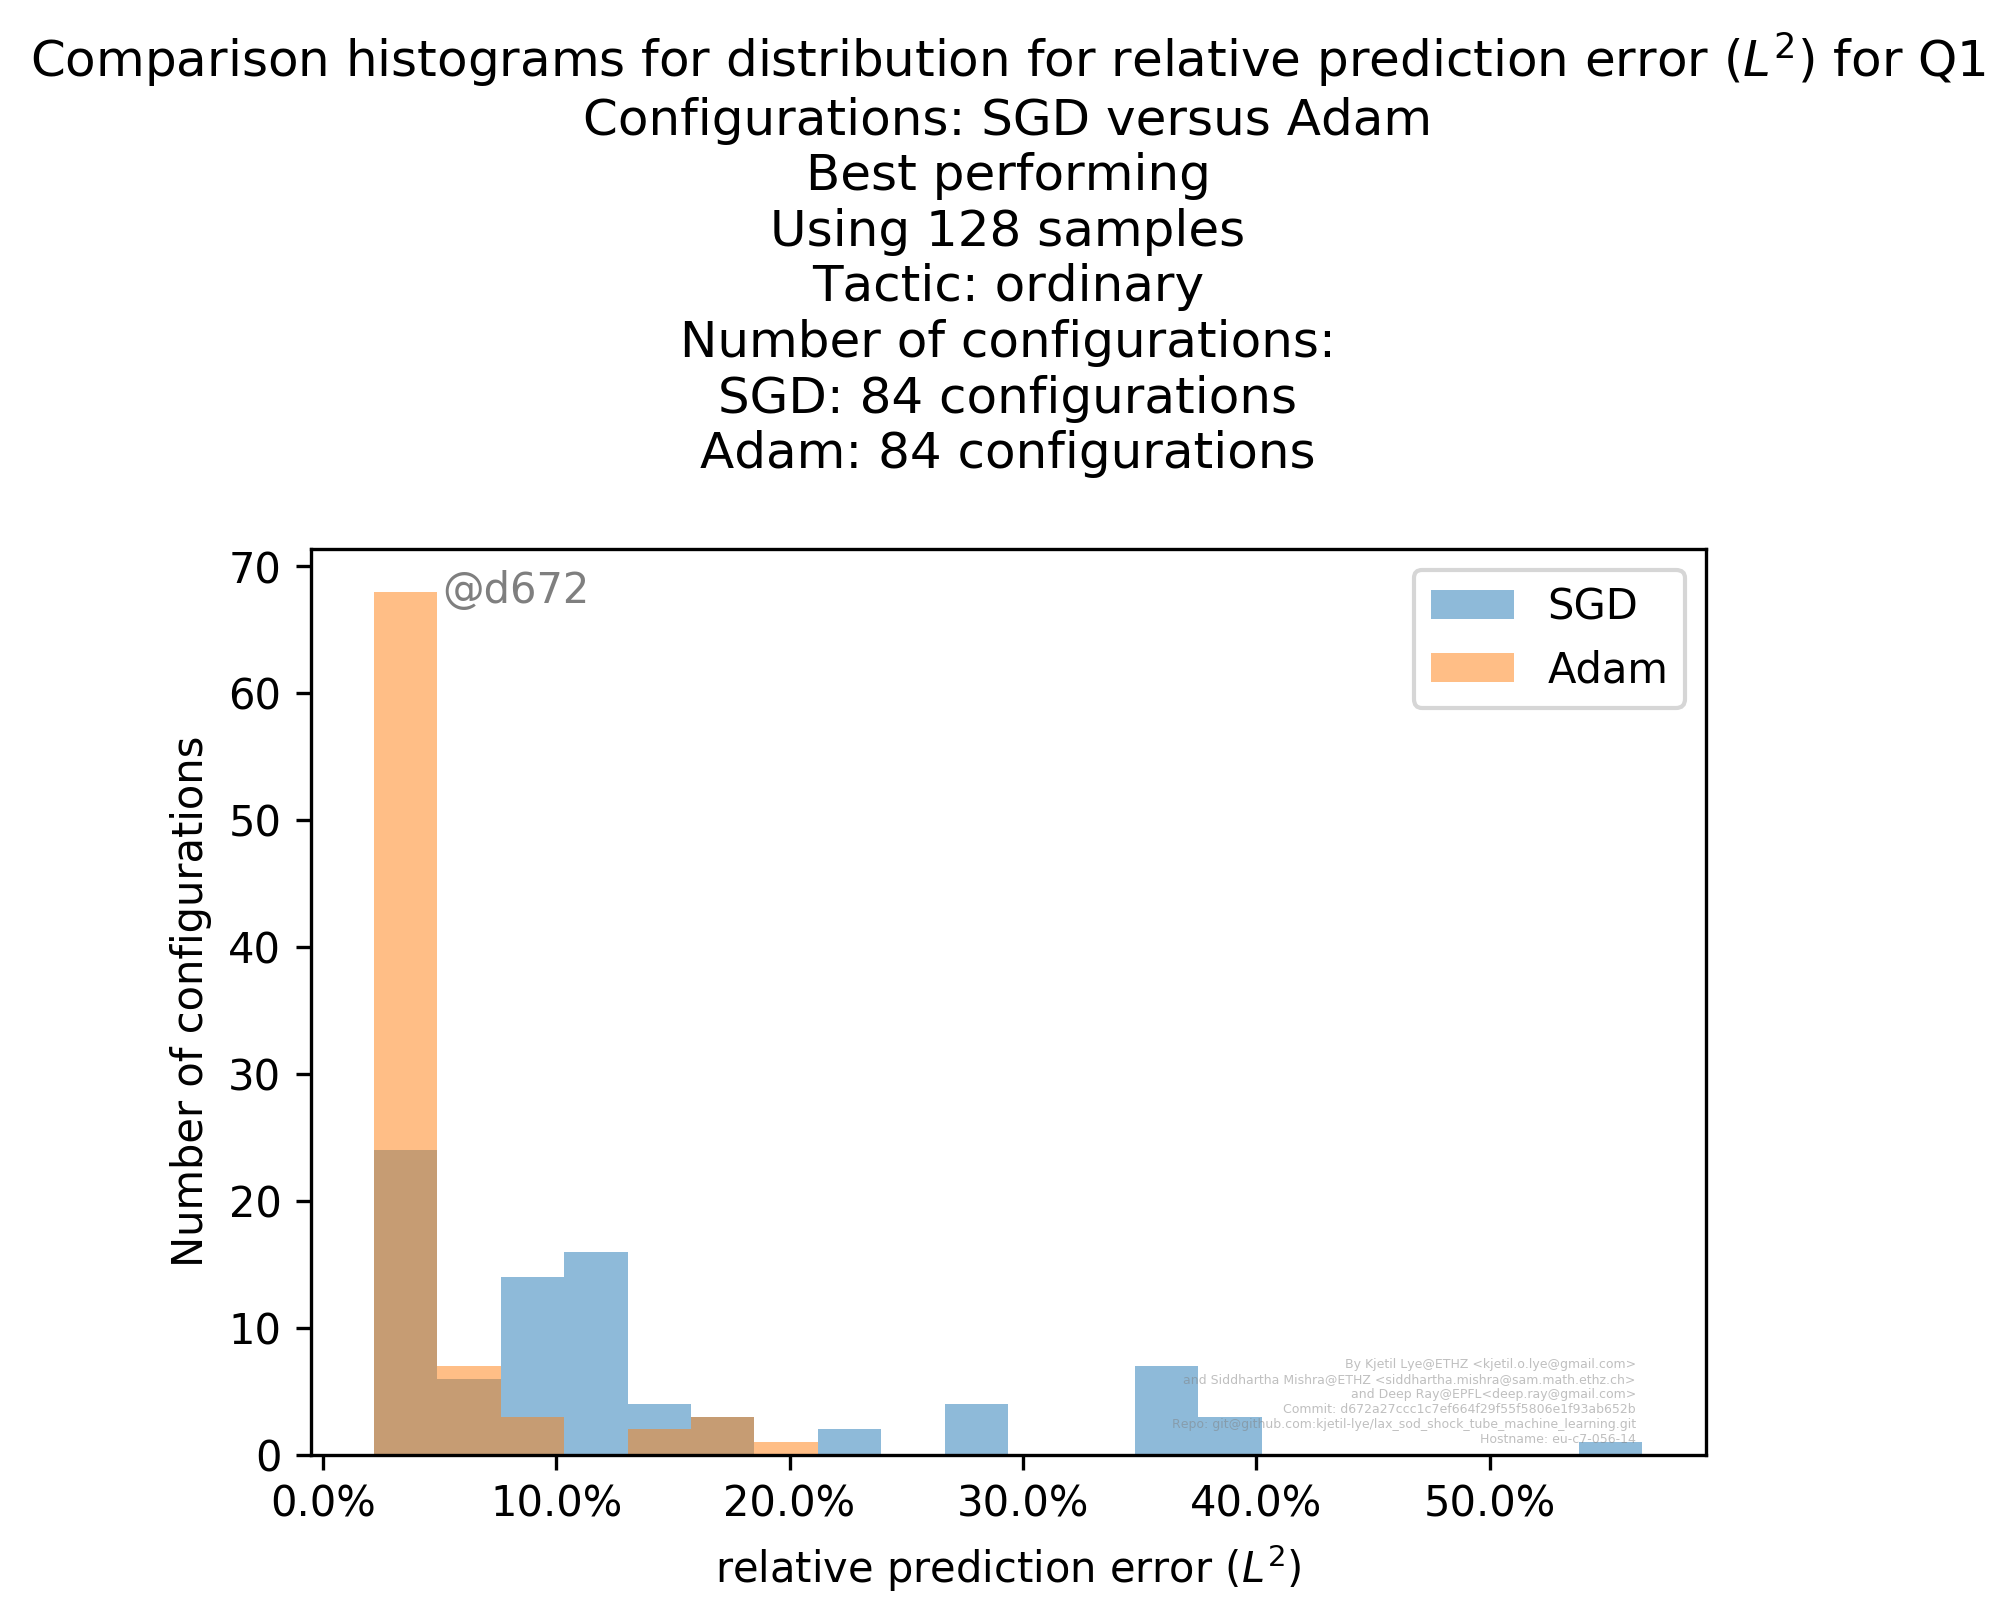 Comparison histograms for distribution for relative prediction error (L²) for Q1
Configurations: SGD versus Adam
Best performing
Using 128 samples
Tactic: ordinary
Number of configurations:
SGD: 84 configurations
Adam: 84 configurations
@d672
SGD
Adam
70
60
50
40
30
20
10
0
Number of configurations
By Kjetil Lye@ETHZ <kjetil.o.lye@gmail.com>
and Siddhartha Mishra@ETHZ <siddhartha.mishra@sam.math.ethz.ch>
and Deep Ray@EPFL<deep.ray@gmail.com>
Commit: d672a27ccc1c7ef664f29f55f5806e1f93ab652b
Repo: git@github.com:kjetil-lye/lax_sod_shock_tube_machine_learning.git
Hostname: eu-c7-056-14
0.0% 10.0% 20.0% 30.0% 40.0% 50.0%
relative prediction error (L²)